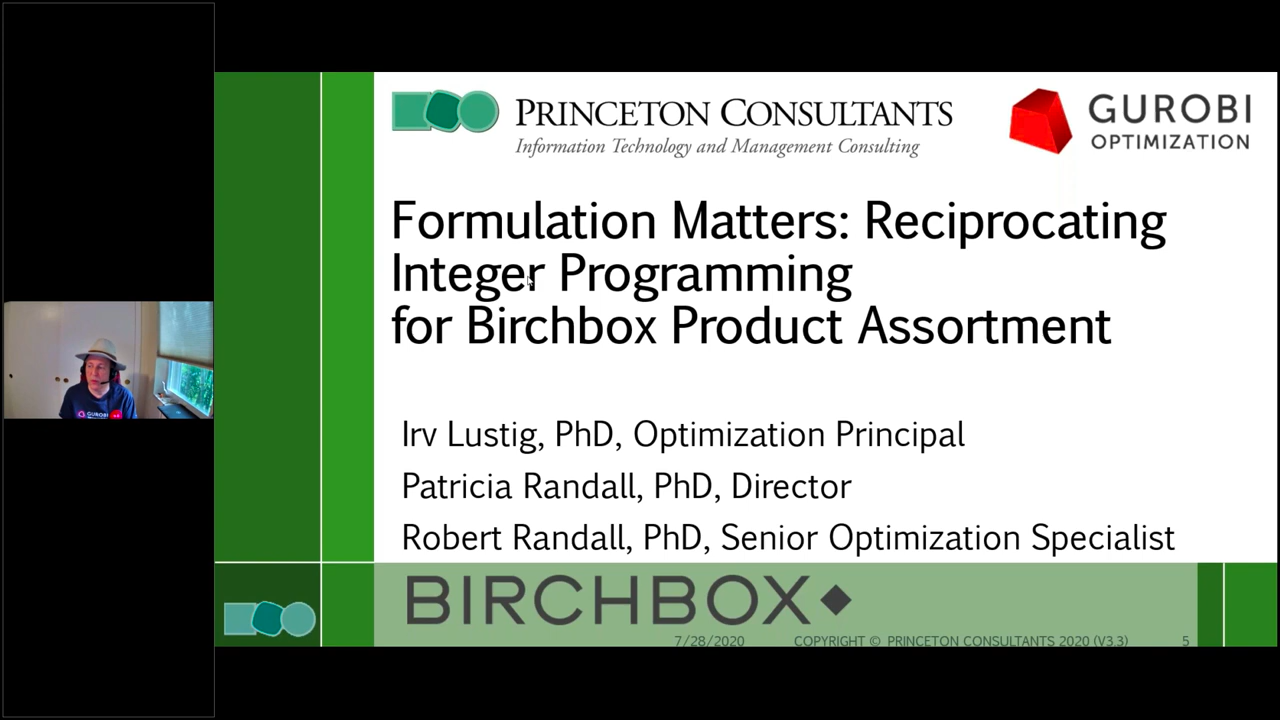 PRINCETON CONSULTANTS
Information Technology and Management Consulting
GUROBI
OPTIMIZATION
Formulation Matters: Reciprocating
Integer Programming
for Birchbox Product Assortment
Irv Lustig, PhD, Optimization Principal
Patricia Randall, PhD, Director
Robert Randall, PhD, Senior Optimization Specialist
BIRCHBOX
7/28/2020 COPYRIGHT © PRINCETON CONSULTANTS 2020 (V3.3) 5
GUROBI